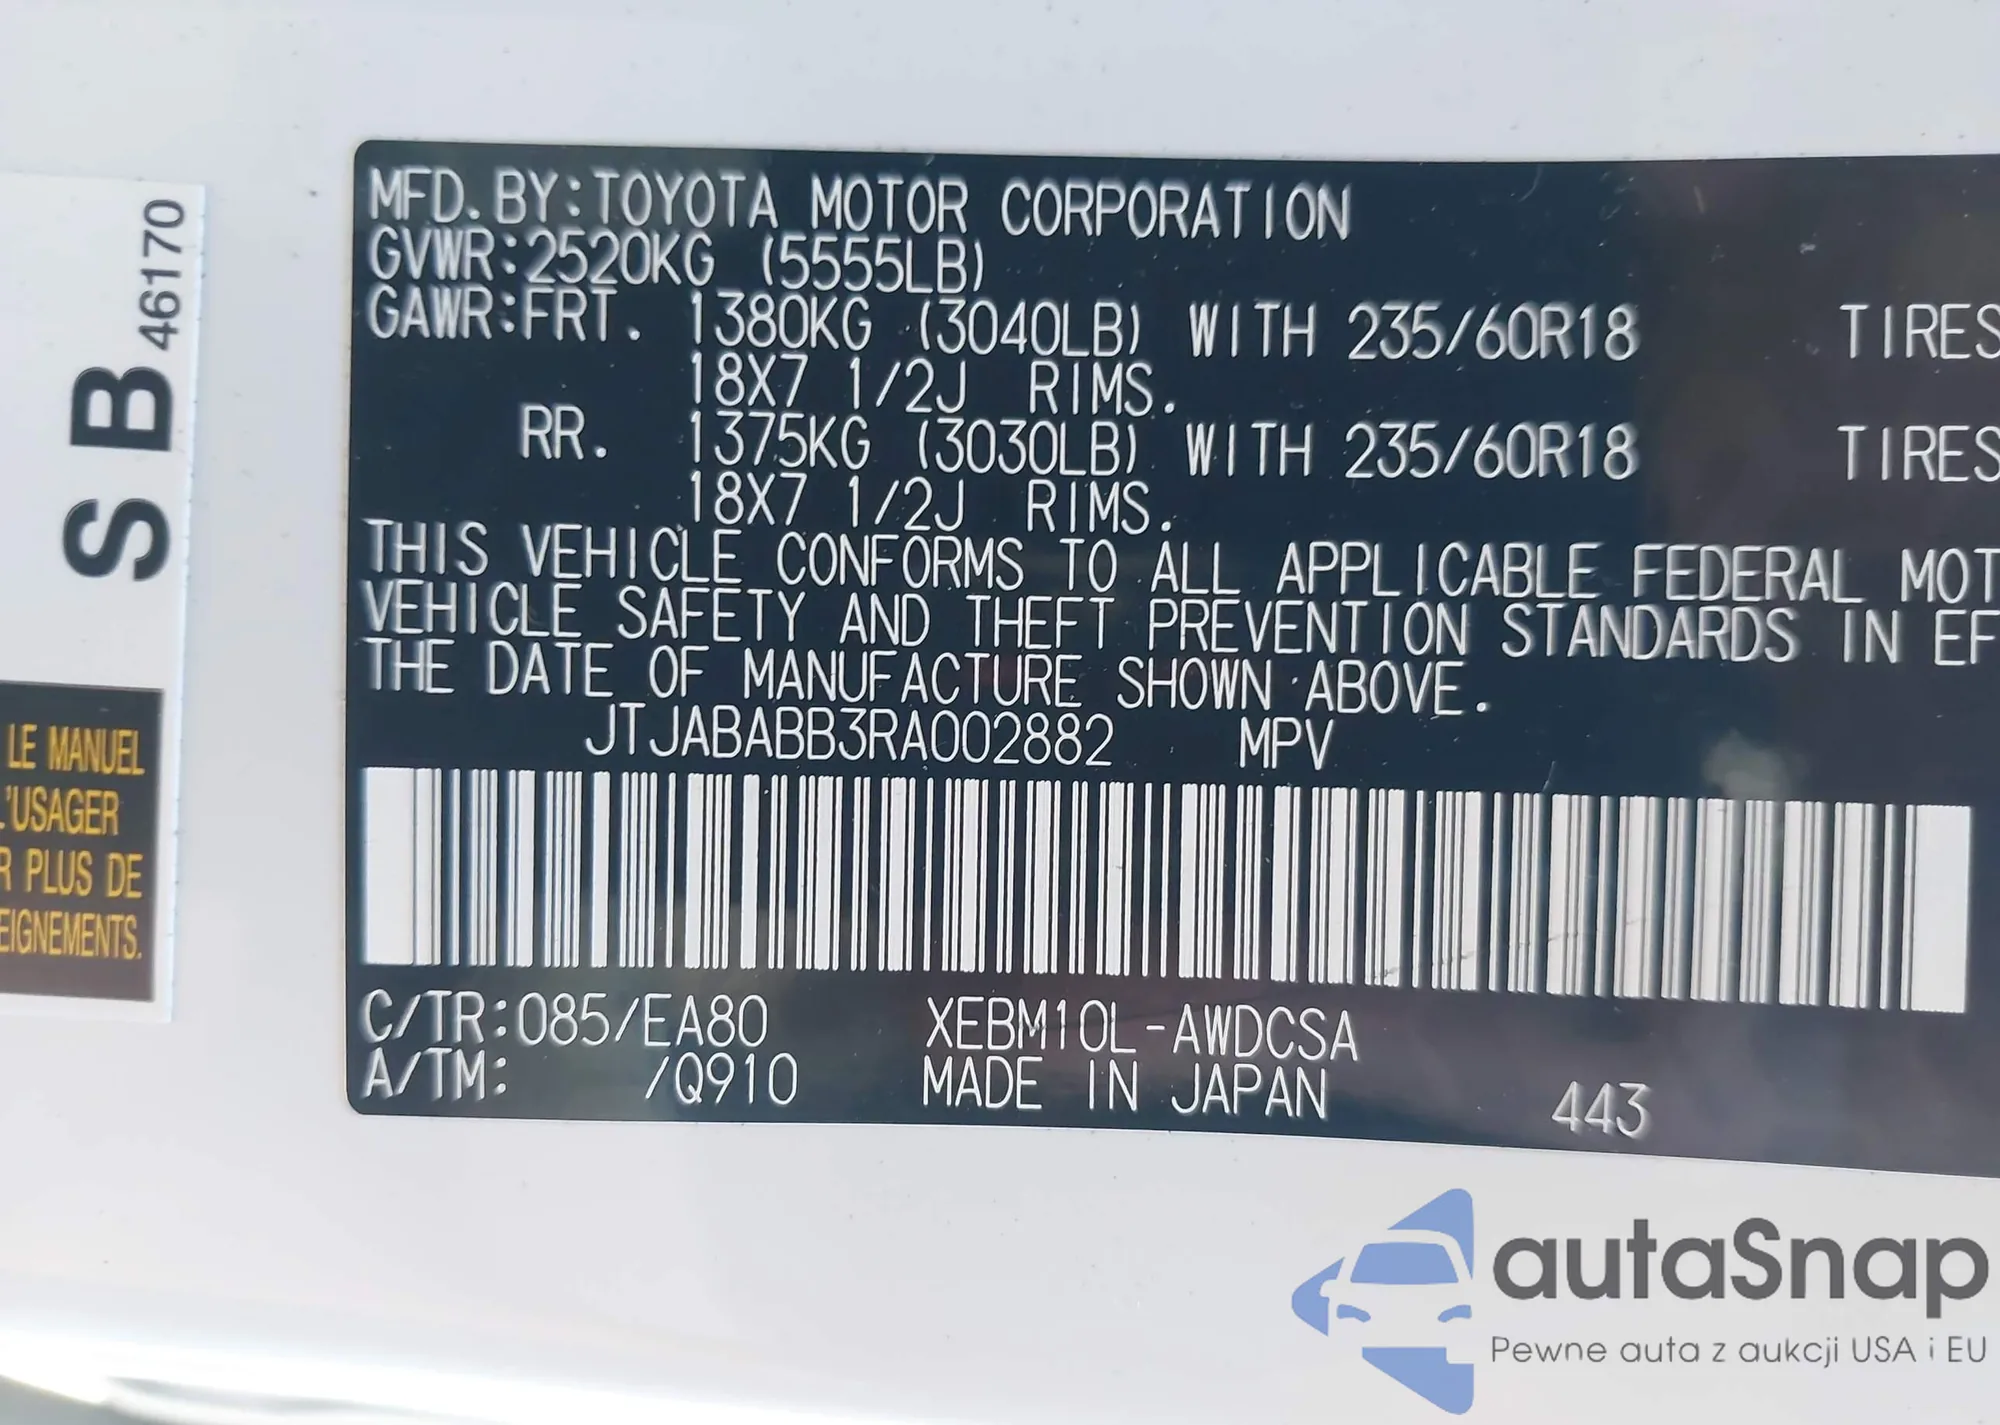 MFD. BY: TOYOTA MOTOR CORPORATION
GVWR: 2520KG (5555LB)
GAWR: FRT. 1380KG (3040LB) WITH 235/60R18 TIRES
18X7 1/2J RIMS.
RR. 1375KG (3030LB) WITH 235/60R18 TIRES
18X7 1/2J RIMS.
THIS VEHICLE CONFORMS TO ALL APPLICABLE FEDERAL MOT
VEHICLE SAFETY AND THEFT PREVENTION STANDARDS IN EF
THE DATE OF MANUFACTURE SHOWN ABOVE.
JTJABABB3RA002882 MPV
C/TR: 085/EA80 XEBM10L-AWDCSA
A/TM: /Q910 MADE IN JAPAN 443
S B 46170
LE MANUEL
L'USAGER
R PLUS DE
EIGNEMENTS.
autaSnap
Pewne auta z aukcji USA i EU